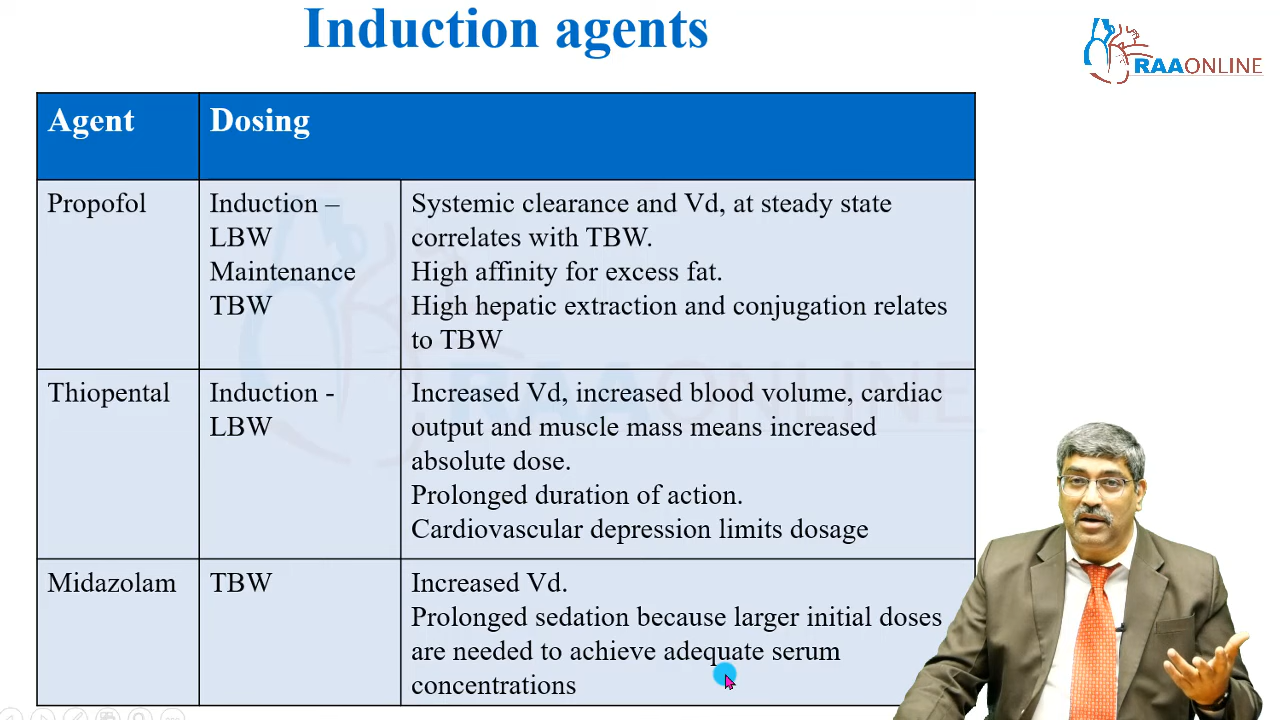 Induction agents
RAAONLINE
Agent
Dosing
Propofol
Induction –
LBW
Maintenance
TBW
Systemic clearance and Vd, at steady state
correlates with TBW.
High affinity for excess fat.
High hepatic extraction and conjugation relates
to TBW
Thiopental
Induction -
LBW
Increased Vd, increased blood volume, cardiac
output and muscle mass means increased
absolute dose.
Prolonged duration of action.
Cardiovascular depression limits dosage
Midazolam
TBW
Increased Vd.
Prolonged sedation because larger initial doses
are needed to achieve adequate serum
concentrations
RAAONLINE